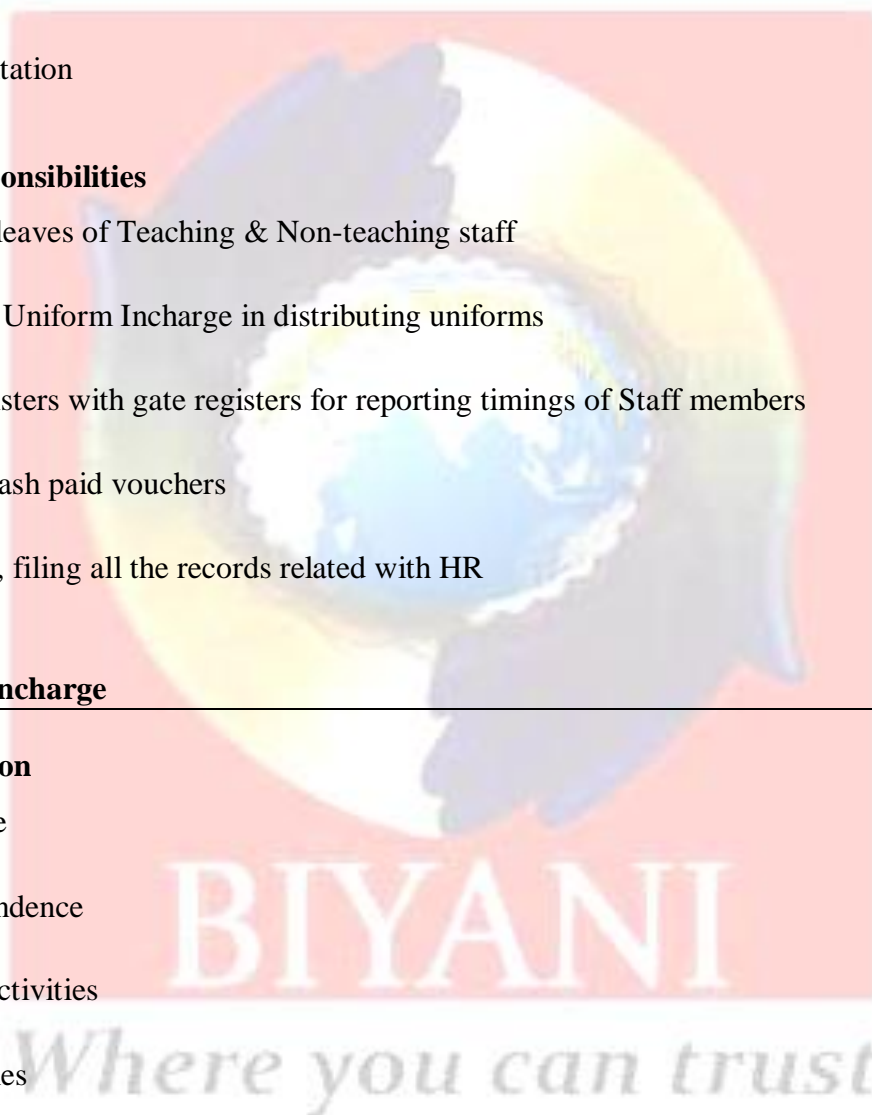 tation
onsibilities
leaves of Teaching & Non-teaching staff
Uniform Incharge in distributing uniforms
sters with gate registers for reporting timings of Staff members
ash paid vouchers
, filing all the records related with HR
ncharge
on
e
ndence
BIYANI
ctivities
ies
Where you can trust